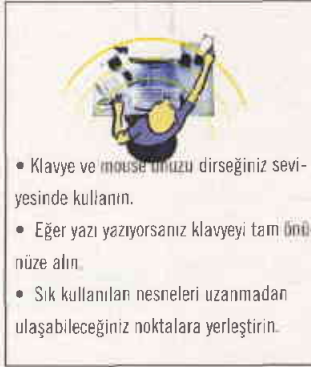 • Klavye ve mouse unuzu dirseğiniz sevi-
yesinde kullanın.
• Eğer yazı yazıyorsanız klavyeyi tam önü-
nüze alın.
• Sık kullanılan nesneleri uzanmadan
ulaşabileceğiniz noktalara yerleştirin.